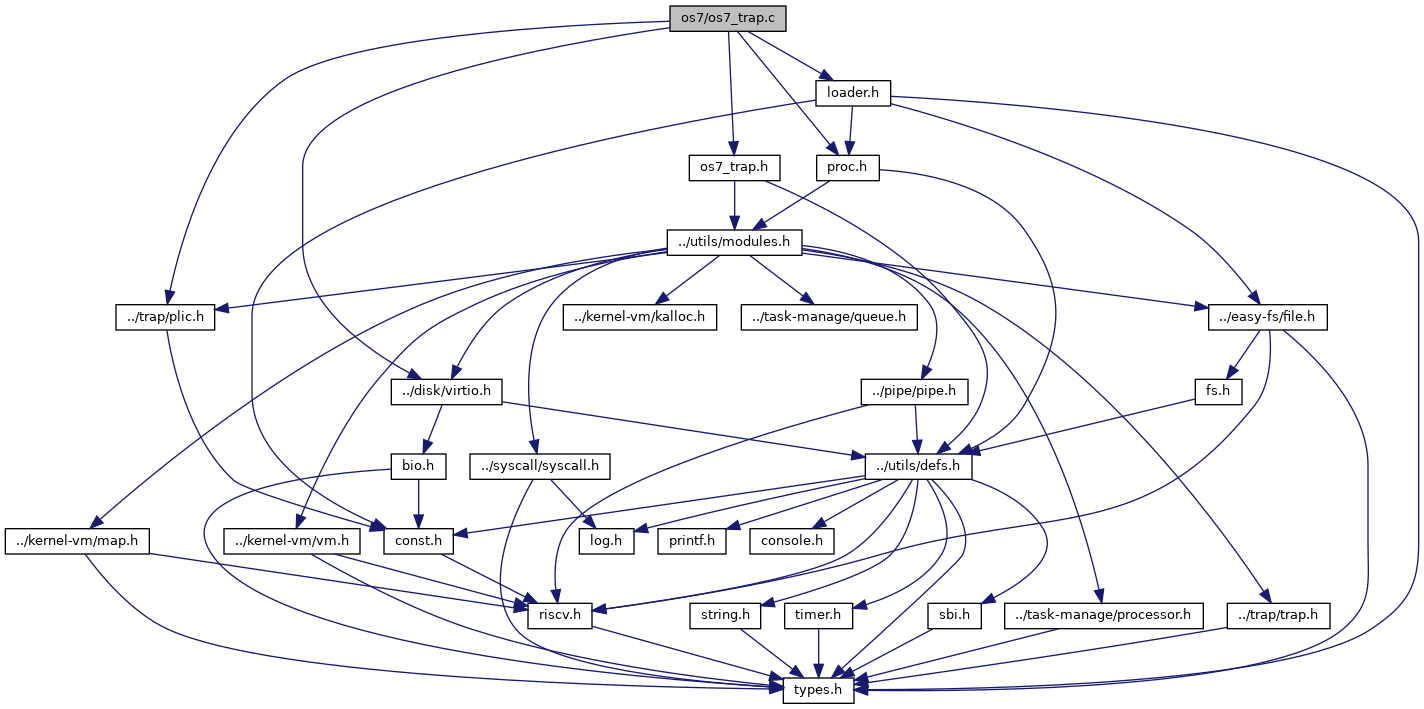 os7/os7_trap.c
loader.h
os7_trap.h
proc.h
../utils/modules.h
../trap/plic.h
../kernel-vm/kalloc.h
../task-manage/queue.h
../easy-fs/file.h
../disk/virtio.h
../pipe/pipe.h
fs.h
bio.h
../syscall/syscall.h
../utils/defs.h
../kernel-vm/map.h
../kernel-vm/vm.h
const.h
log.h
printf.h
console.h
riscv.h
string.h
timer.h
sbi.h
../task-manage/processor.h
../trap/trap.h
types.h